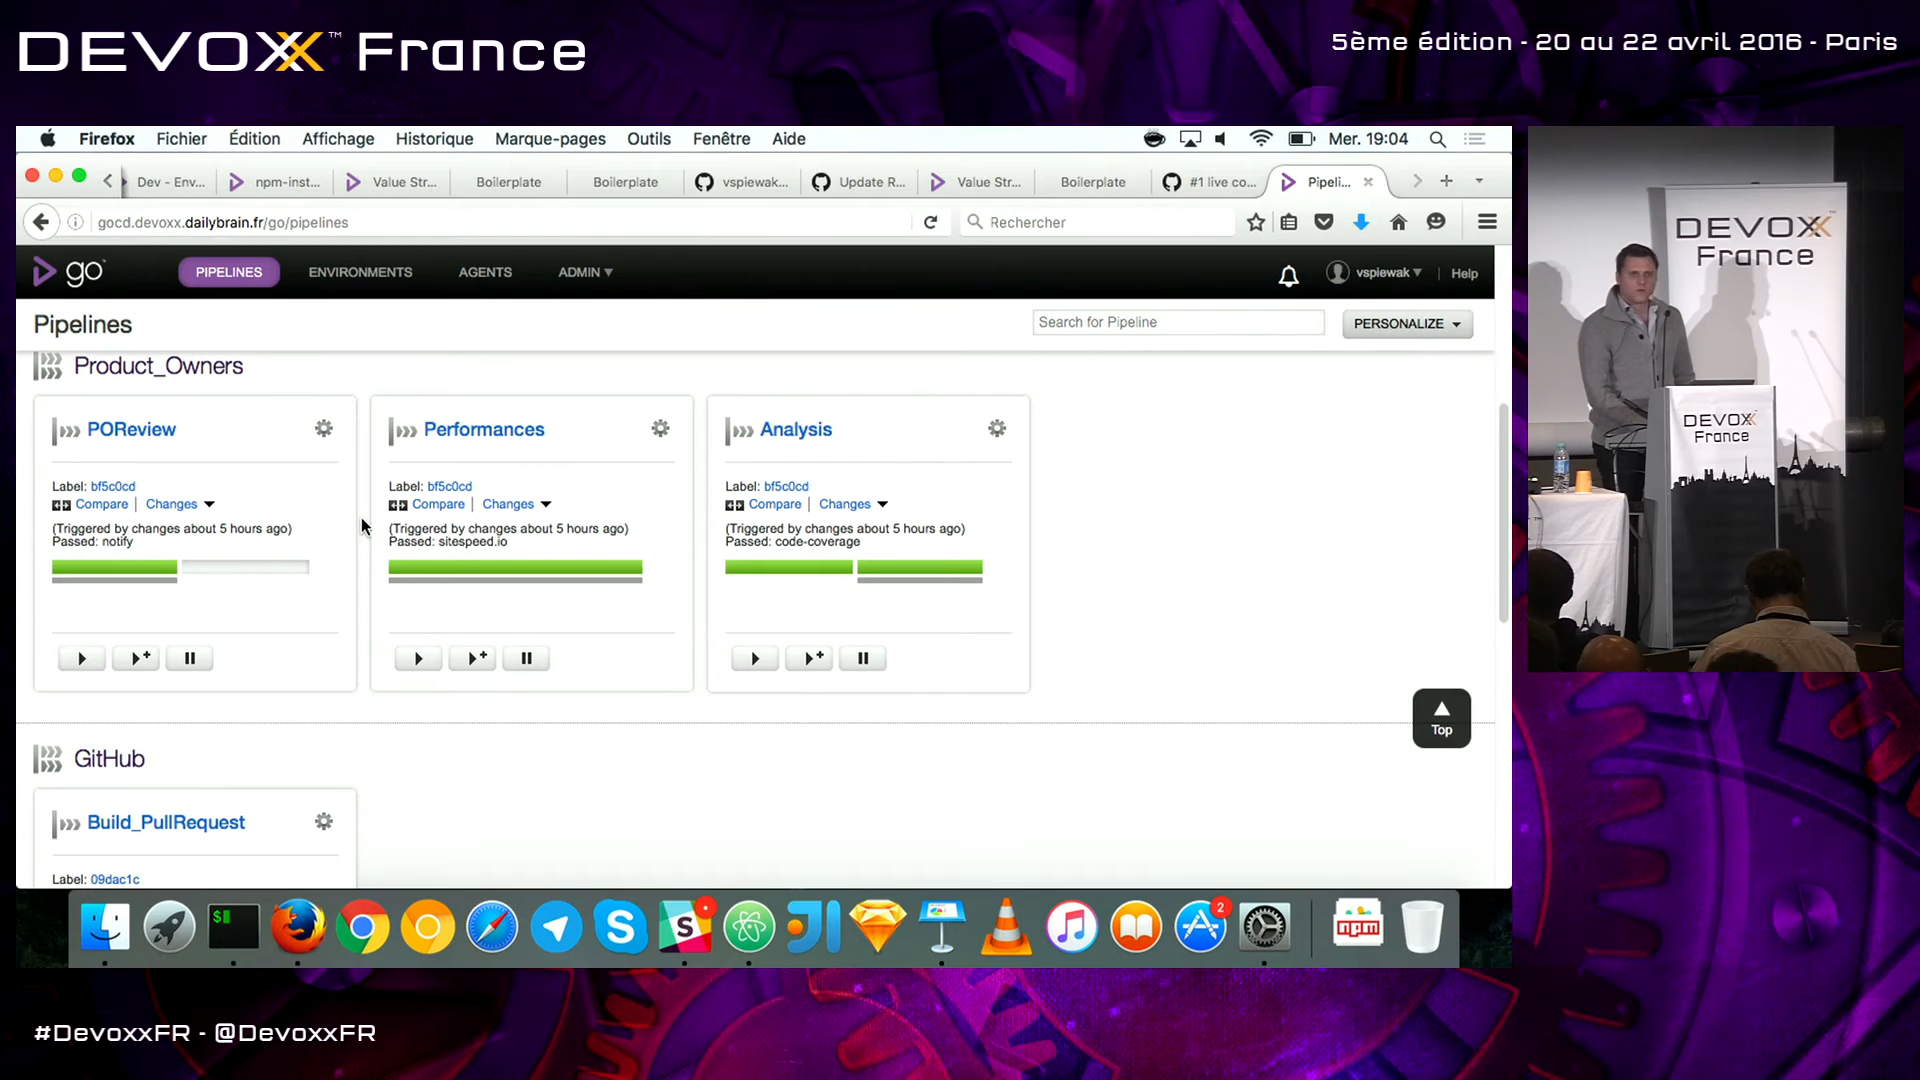 DEVOXX™ France
5ème édition - 20 au 22 avril 2016 - Paris
Firefox Fichier Édition Affichage Historique Marque-pages Outils Fenêtre Aide
Mer. 19:04
Dev - Env...
npm-inst...
Value Str...
Boilerplate
Boilerplate
vspiewak...
Update R...
Value Str...
Boilerplate
#1 live co...
Pipeli...
gocd.devoxx.dailybrain.fr/go/pipelines
Rechercher
go
PIPELINES ENVIRONMENTS AGENTS ADMIN
vspiewak
Help
Pipelines
Search for Pipeline
PERSONALIZE
Product_Owners
POReview
Label: bf5c0cd
Compare | Changes
(Triggered by changes about 5 hours ago)
Passed: notify
Performances
Label: bf5c0cd
Compare | Changes
(Triggered by changes about 5 hours ago)
Passed: sitespeed.io
Analysis
Label: bf5c0cd
Compare | Changes
(Triggered by changes about 5 hours ago)
Passed: code-coverage
Top
GitHub
Build_PullRequest
Label: 09dac1c
$
2
npm
DEVOXX
France
DEVOXX
France
#DevoxxFR - @DevoxxFR